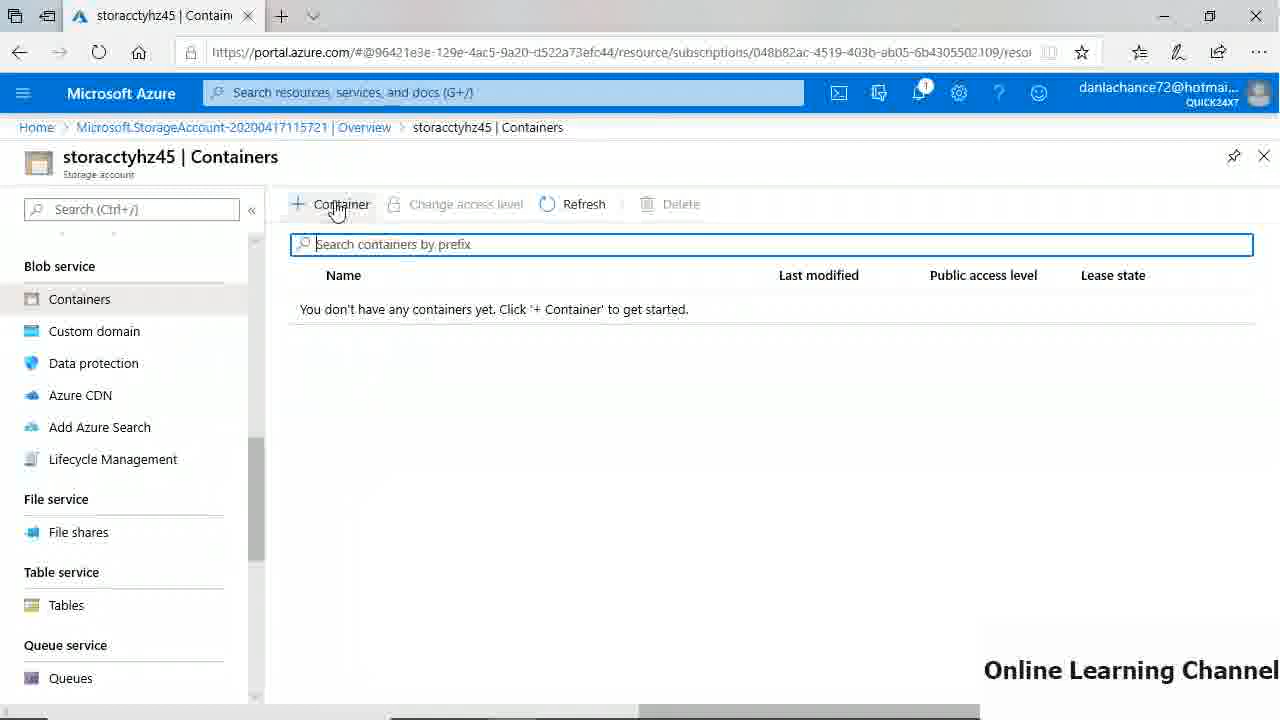 storacctyhz45 | Contain
https://portal.azure.com/#@96421e3e-129e-4ac5-9a20-d522a73efc44/resource/subscriptions/048b82ac-4519-403b-ab05-6b4305502109/resou
Microsoft Azure
Search resources, services, and docs (G+/)
1
danlachance72@hotmai...
QUICK24X7
Home > Microsoft.StorageAccount-20200417115721 | Overview > storacctyhz45 | Containers
storacctyhz45 | Containers
Storage account
Search (Ctrl+/)
«
+ Container
Change access level
Refresh
Delete
Search containers by prefix
Name
Last modified
Public access level
Lease state
You don't have any containers yet. Click '+ Container' to get started.
Blob service
Containers
Custom domain
Data protection
Azure CDN
Add Azure Search
Lifecycle Management
File service
File shares
Table service
Tables
Queue service
Queues
Online Learning Channel